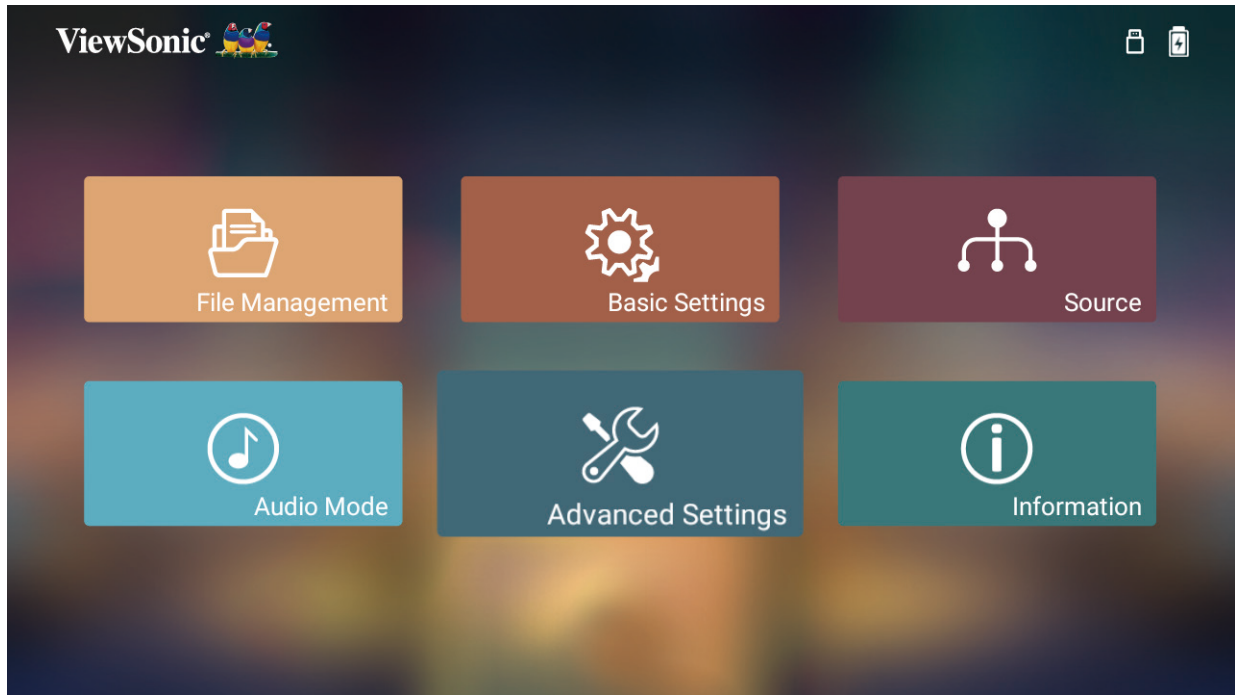 ViewSonic®
File Management
Basic Settings
Source
Audio Mode
Advanced Settings
Information